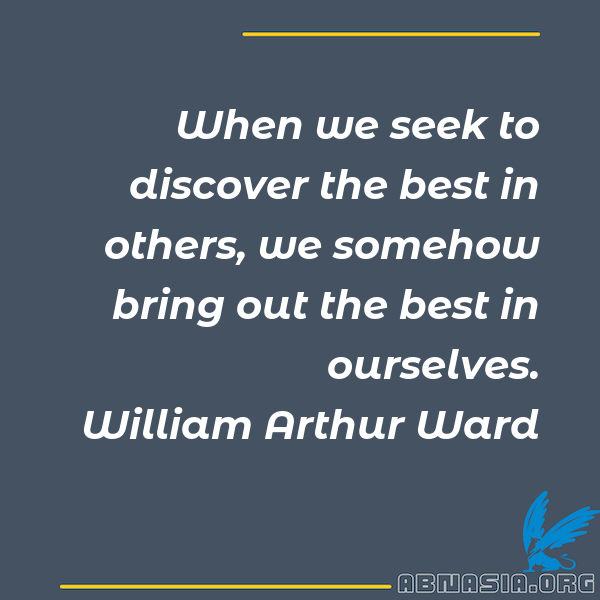 When we seek to
discover the best in
others, we somehow
bring out the best in
ourselves.
William Arthur Ward
ABNASIA.ORG